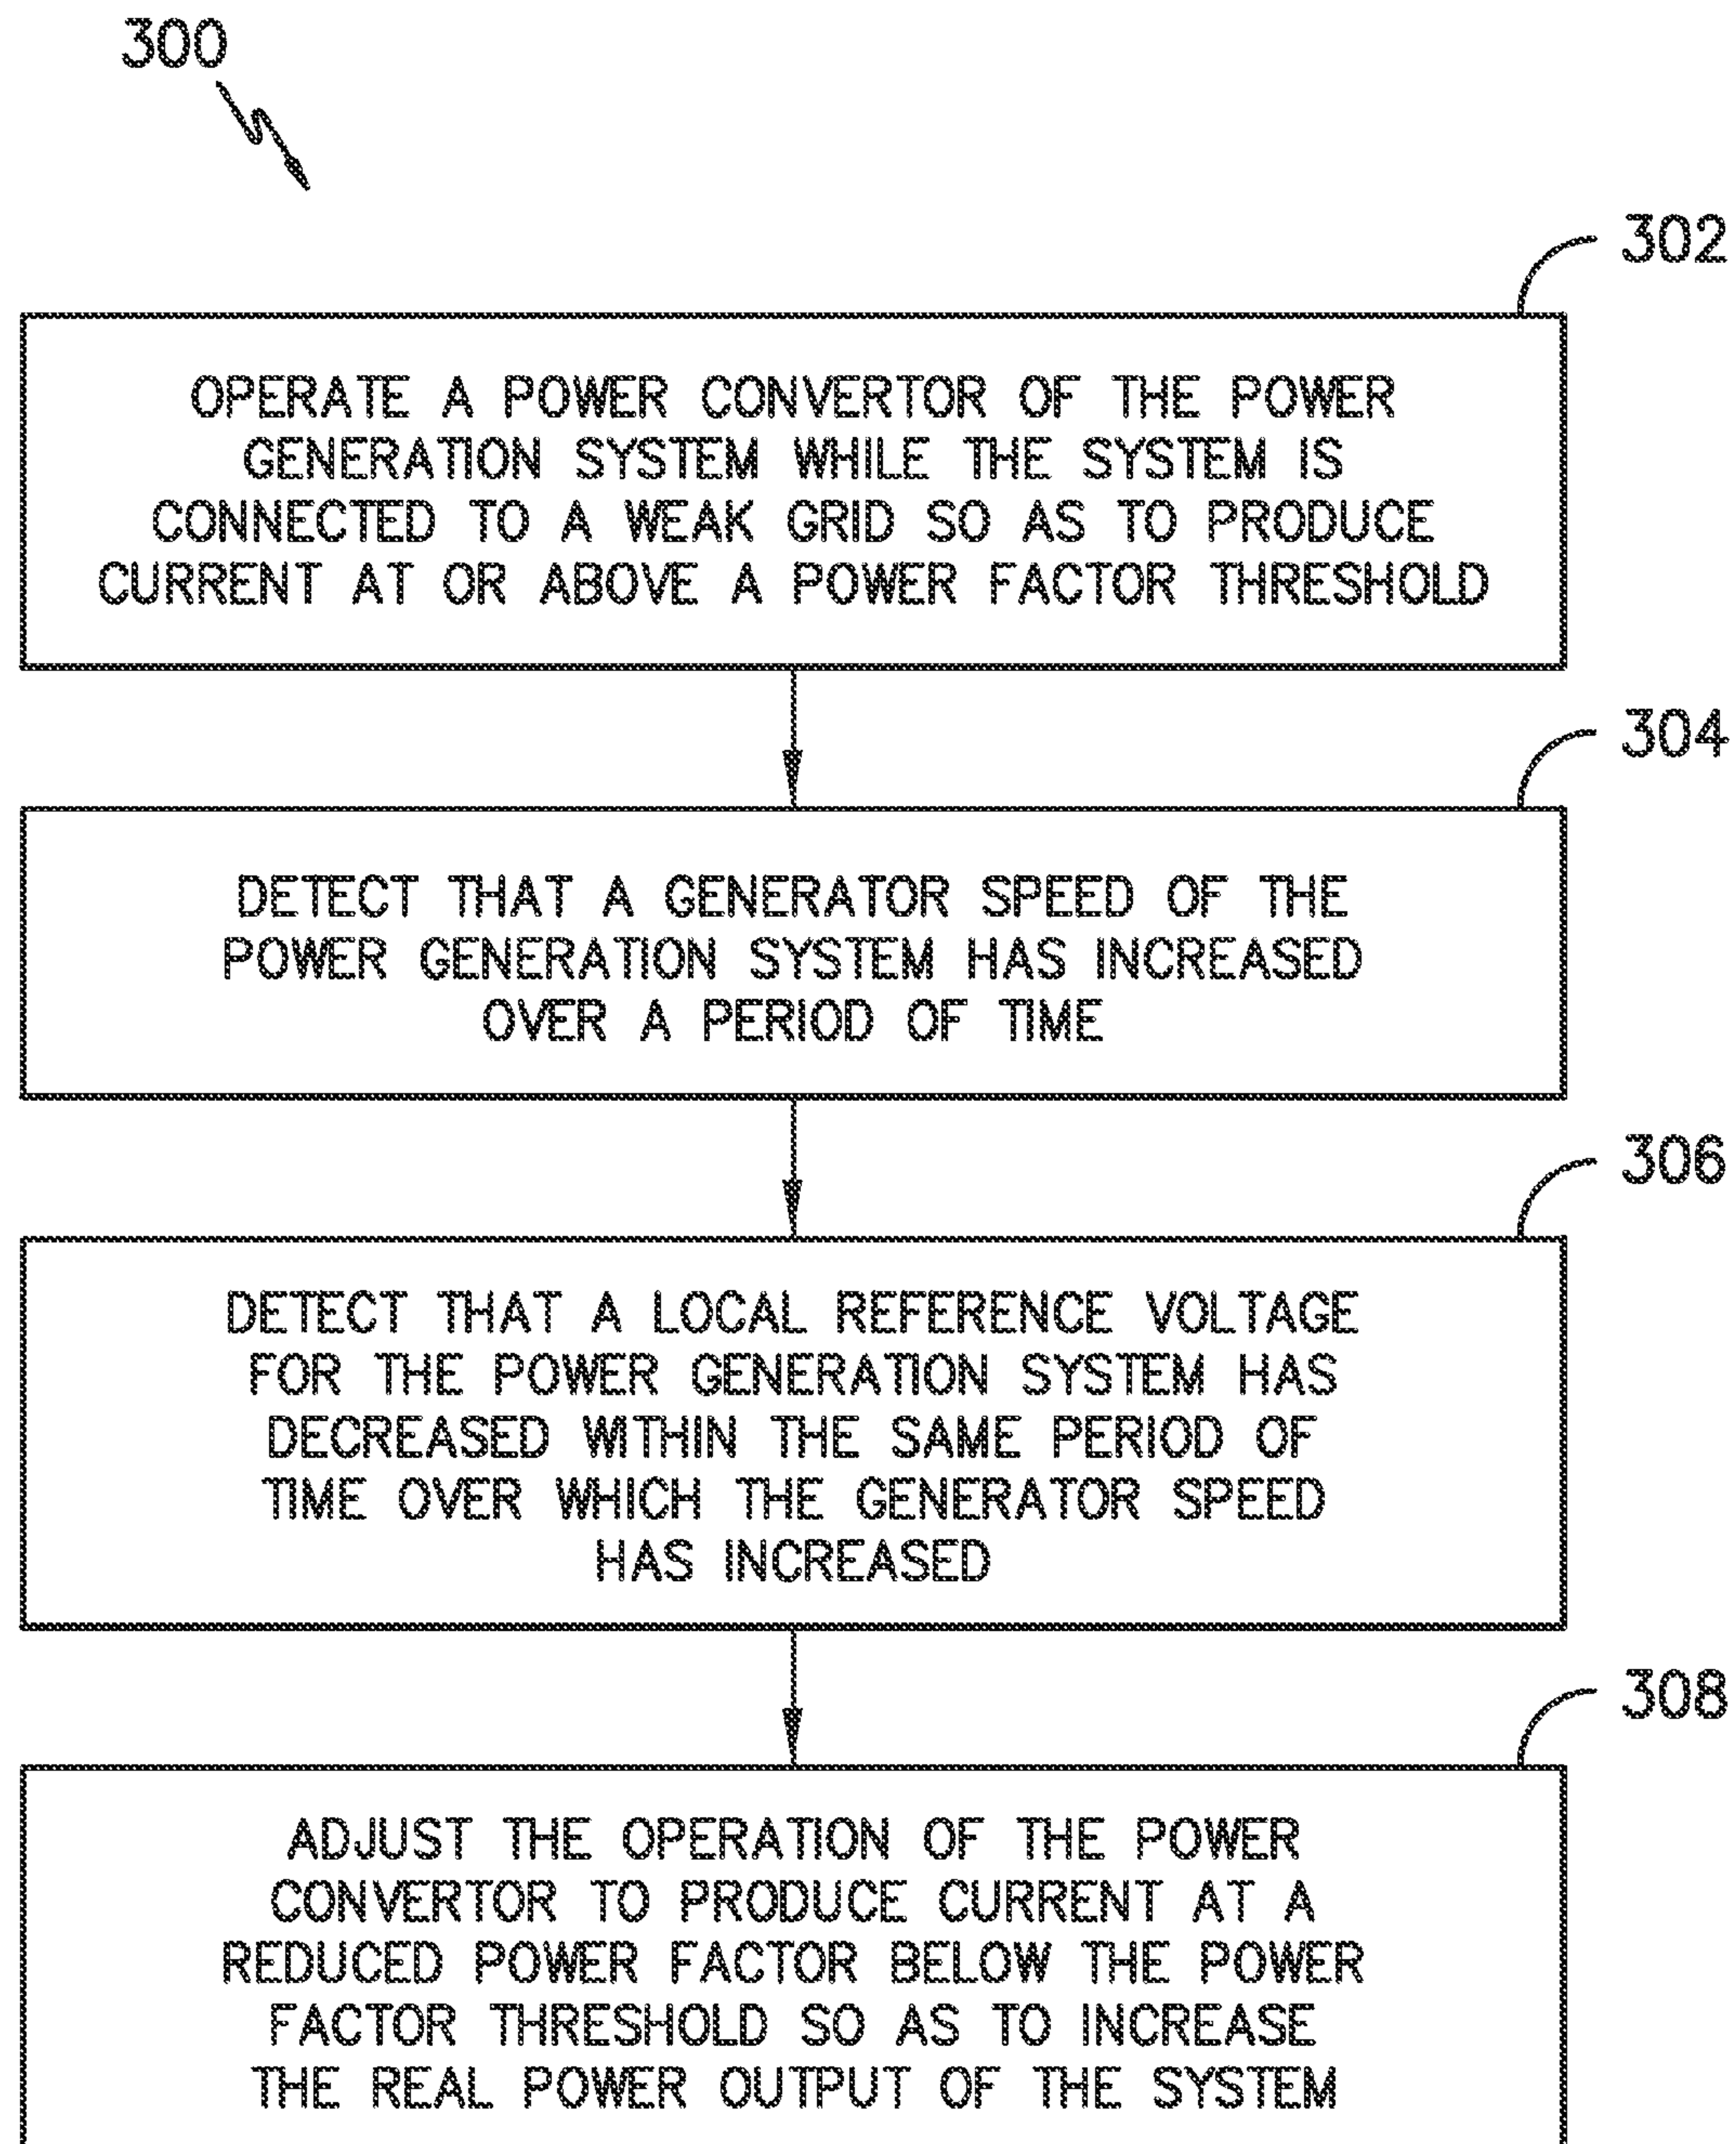 300
302
OPERATE A POWER CONVERTOR OF THE POWER
GENERATION SYSTEM WHILE THE SYSTEM IS
CONNECTED TO A WEAK GRID SO AS TO PRODUCE
CURRENT AT OR ABOVE A POWER FACTOR THRESHOLD
304
DETECT THAT A GENERATOR SPEED OF THE
POWER GENERATION SYSTEM HAS INCREASED
OVER A PERIOD OF TIME
306
DETECT THAT A LOCAL REFERENCE VOLTAGE
FOR THE POWER GENERATION SYSTEM HAS
DECREASED WITHIN THE SAME PERIOD OF
TIME OVER WHICH THE GENERATOR SPEED
HAS INCREASED
308
ADJUST THE OPERATION OF THE POWER
CONVERTOR TO PRODUCE CURRENT AT A
REDUCED POWER FACTOR BELOW THE POWER
FACTOR THRESHOLD SO AS TO INCREASE
THE REAL POWER OUTPUT OF THE SYSTEM